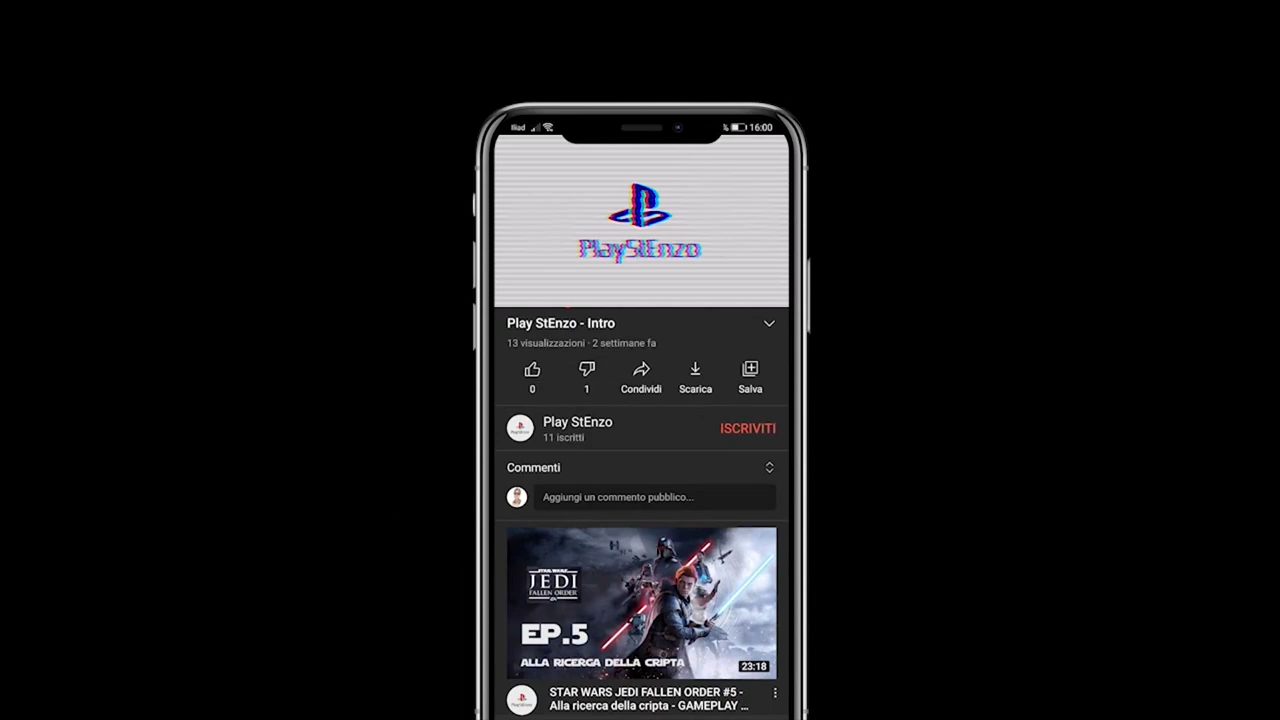 Iliad 16:00
PlayStEnzo
Play StEnzo - Intro
13 visualizzazioni · 2 settimane fa
0 1 Condividi Scarica Salva
Play StEnzo
11 iscritti
ISCRIVITI
Commenti
Aggiungi un commento pubblico...
STAR WARS
JEDI
FALLEN ORDER
EP.5
ALLA RICERCA DELLA CRIPTA
23:18
STAR WARS JEDI FALLEN ORDER #5 -
Alla ricerca della cripta - GAMEPLAY ...